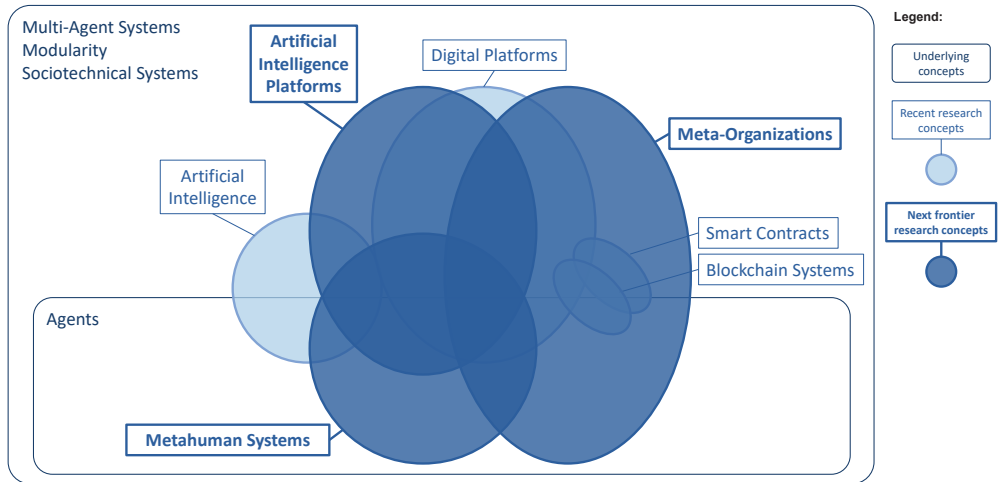 Multi-Agent Systems
Modularity
Sociotechnical Systems
Artificial
Intelligence
Platforms
Digital Platforms
Meta-Organizations
Artificial
Intelligence
Smart Contracts
Blockchain Systems
Agents
Metahuman Systems
Legend:
Underlying
concepts
Recent research
concepts
Next frontier
research concepts